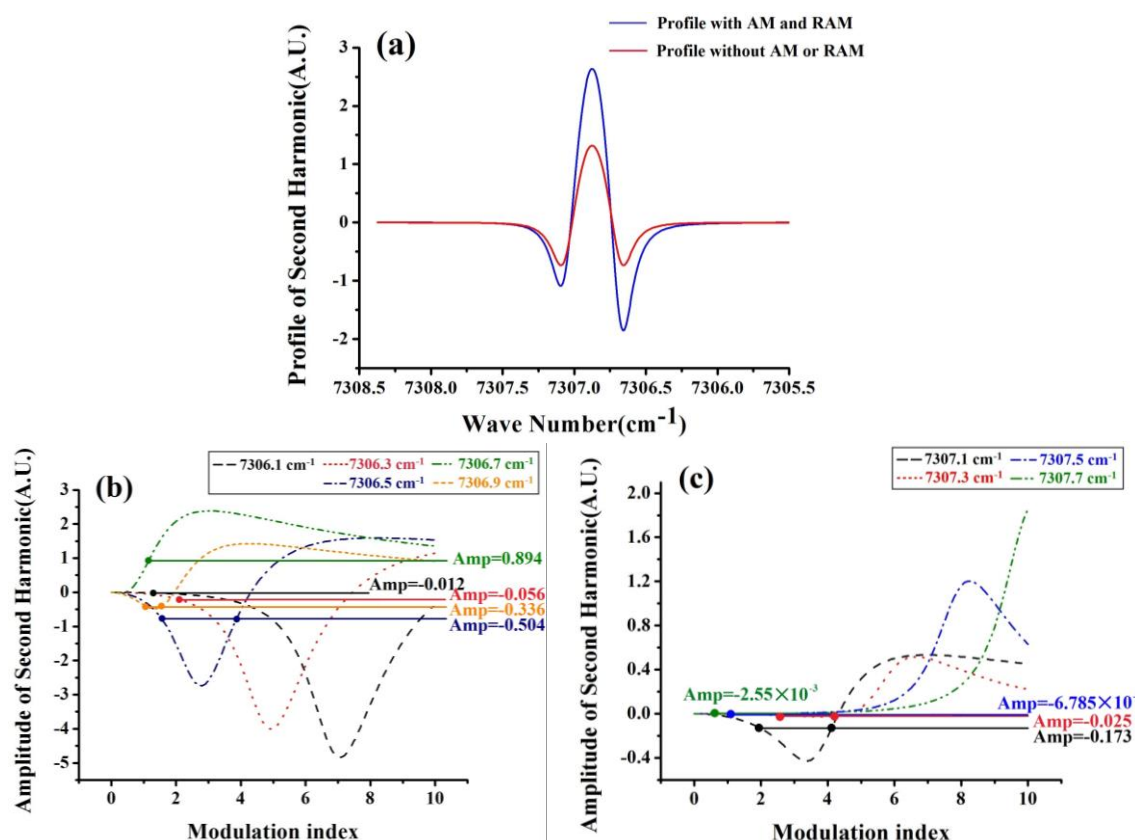 (a)
Profile with AM and RAM
Profile without AM or RAM
Profile of Second Harmonic(A.U.)
3
2
1
0
-1
-2
7308.5 7308.0 7307.5 7307.0 7306.5 7306.0 7305.5
Wave Number(cm⁻¹)
(b)
7306.1 cm⁻¹ 7306.3 cm⁻¹ 7306.7 cm⁻¹
7306.5 cm⁻¹ 7306.9 cm⁻¹
Amplitude of Second Harmonic(A.U.)
3
2
1
0
-1
-2
-3
-4
-5
Amp=0.894
Amp=-0.012
Amp=-0.056
Amp=-0.336
Amp=-0.504
0 2 4 6 8 10
Modulation index
(c)
7307.1 cm⁻¹ 7307.5 cm⁻¹
7307.3 cm⁻¹ 7307.7 cm⁻¹
Amplitude of Second Harmonic(A.U.)
2.0
1.6
1.2
0.8
0.4
0.0
-0.4
Amp=-2.55×10⁻³
Amp=-6.785×10
Amp=-0.025
Amp=-0.173
0 2 4 6 8 10
Modulation index